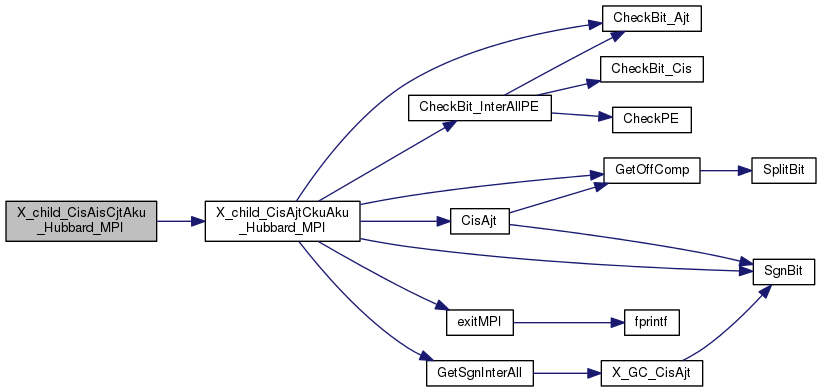 CheckBit_Ajt
CheckBit_Cis
CheckBit_InterAllPE
CheckPE
GetOffComp
SplitBit
X_child_CisAisCjtAku
_Hubbard_MPI
X_child_CisAjtCkuAku
_Hubbard_MPI
CisAjt
SgnBit
exitMPI
fprintf
GetSgnInterAll
X_GC_CisAjt